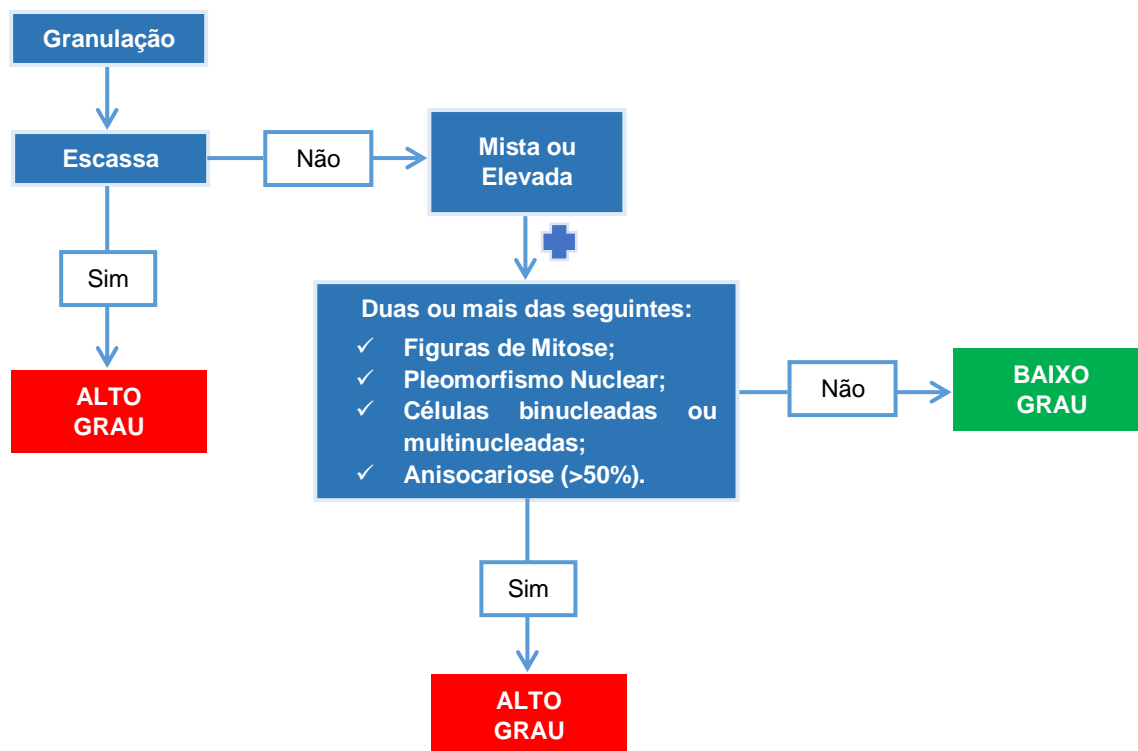 Granulação
Escassa
Não
Mista ou
Elevada
Sim
Duas ou mais das seguintes:
✓ Figuras de Mitose;
✓ Pleomorfismo Nuclear;
✓ Células binucleadas ou
multinucleadas;
✓ Anisocariose (>50%).
ALTO
GRAU
Não
BAIXO
GRAU
Sim
ALTO
GRAU